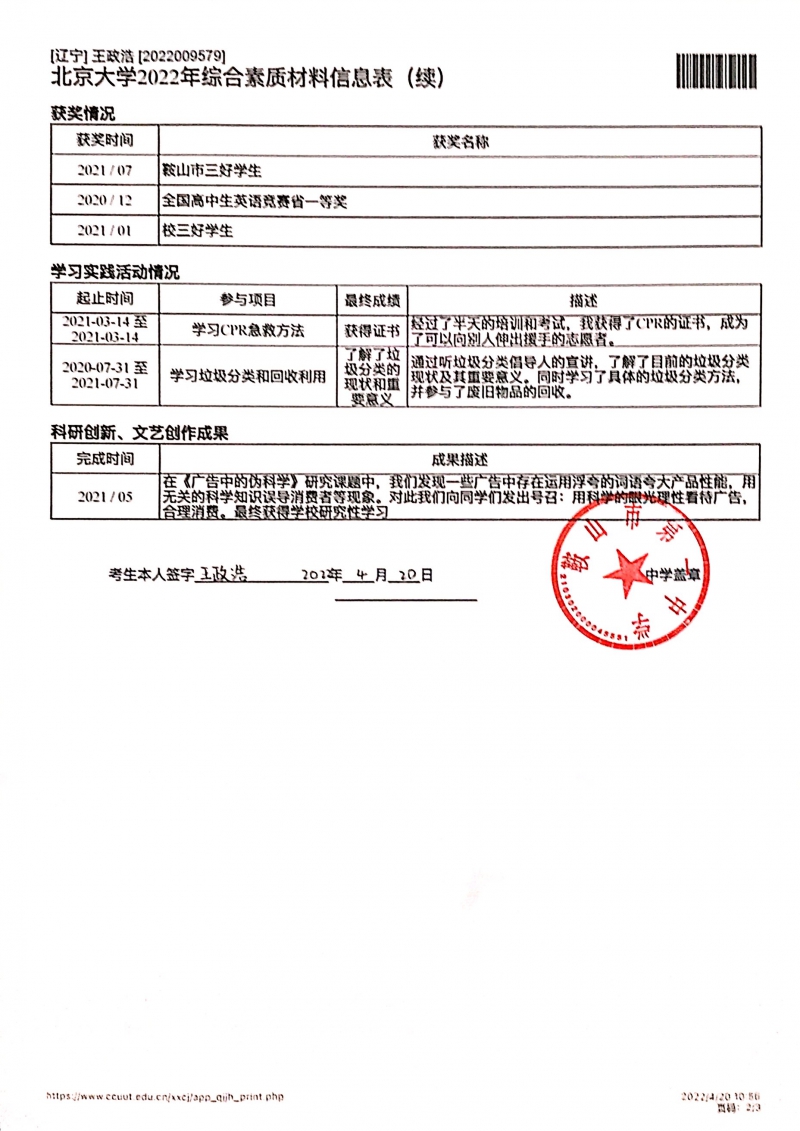 [辽宁] 王政浩 [2022009579]
北京大学2022年综合素质材料信息表（续）
获奖情况
获奖时间 获奖名称
2021 / 07 鞍山市三好学生
2020 / 12 全国高中生英语竞赛省一等奖
2021 / 01 校三好学生
学习实践活动情况
起止时间 参与项目 最终成绩 描述
2021-03-14 至
2021-03-14
学习CPR急救方法
获得证书
经过了半天的培训和考试，我获得了CPR的证书，成为
了可以向别人伸出援手的志愿者。
2020-07-31 至
2021-07-31
学习垃圾分类和回收利用
了解了垃
圾分类的
现状和重
要意义
通过听垃圾分类倡导人的宣讲，了解了目前的垃圾分类
现状及其重要意义。同时学习了具体的垃圾分类方法，
并参与了废旧物品的回收。
科研创新、文艺创作成果
完成时间 成果描述
2021 / 05
在《广告中的伪科学》研究课题中，我们发现一些广告中存在运用浮夸的词语夸大产品性能，用
无关的科学知识误导消费者等现象。对此我们向同学们发出号召：用科学的眼光理性看待广告，
合理消费。最终获得学校研究性学习
考生本人签字 王政浩 202年 4 月 20日
中学盖章
鞍山市第一中学
https://www.ccuut.edu.cn/xxcj/app_qjjh_print.php
2022/4/20 10:56
页码：2/3